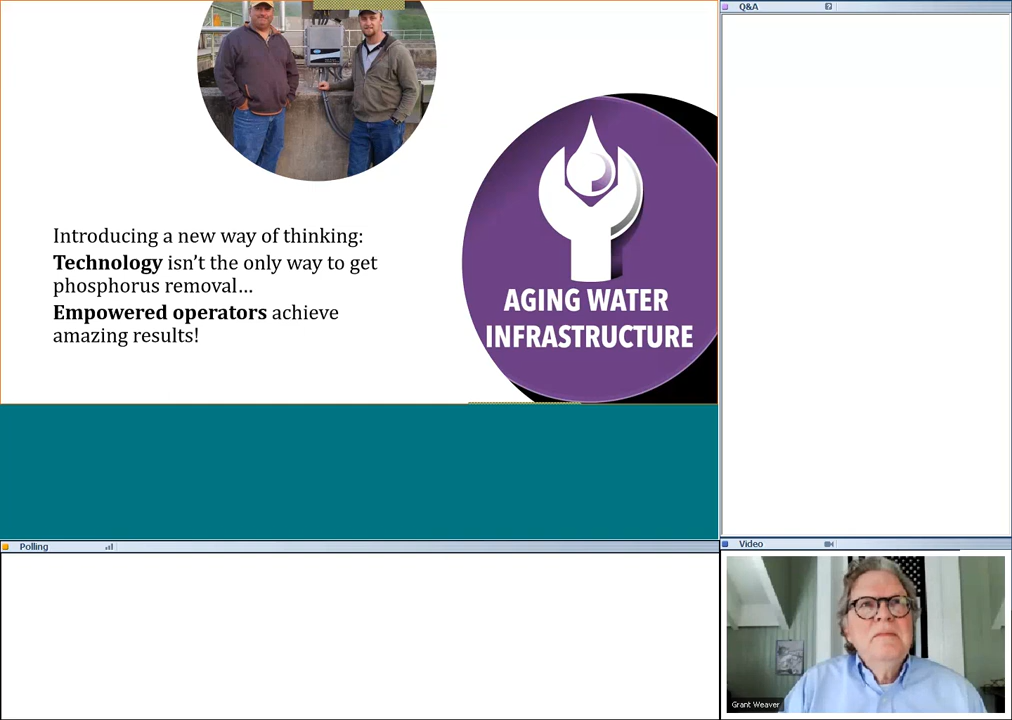 Q&A
Introducing a new way of thinking:
Technology isn’t the only way to get
phosphorus removal…
Empowered operators achieve
amazing results!
AGING WATER
INFRASTRUCTURE
Polling
Video
Grant Weaver